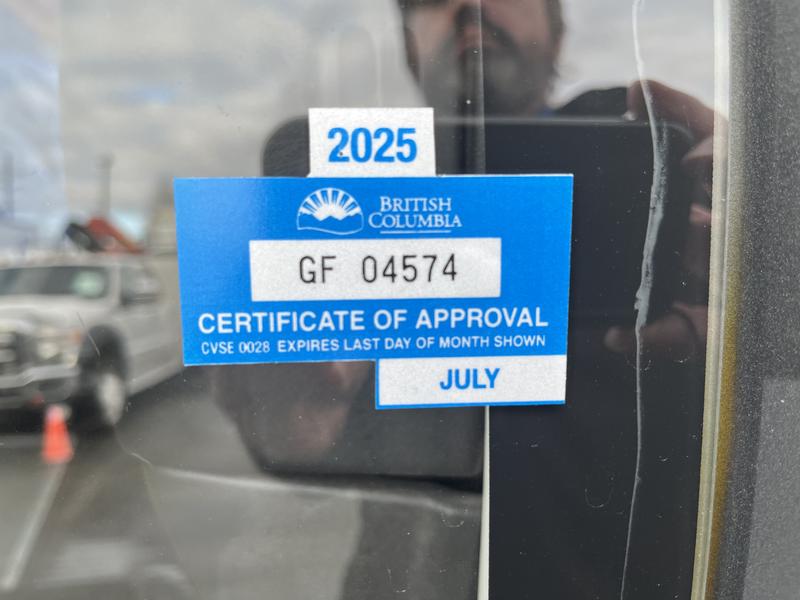 2025
BRITISH
COLUMBIA
GF 04574
CERTIFICATE OF APPROVAL
CVSE 0028 EXPIRES LAST DAY OF MONTH SHOWN
JULY